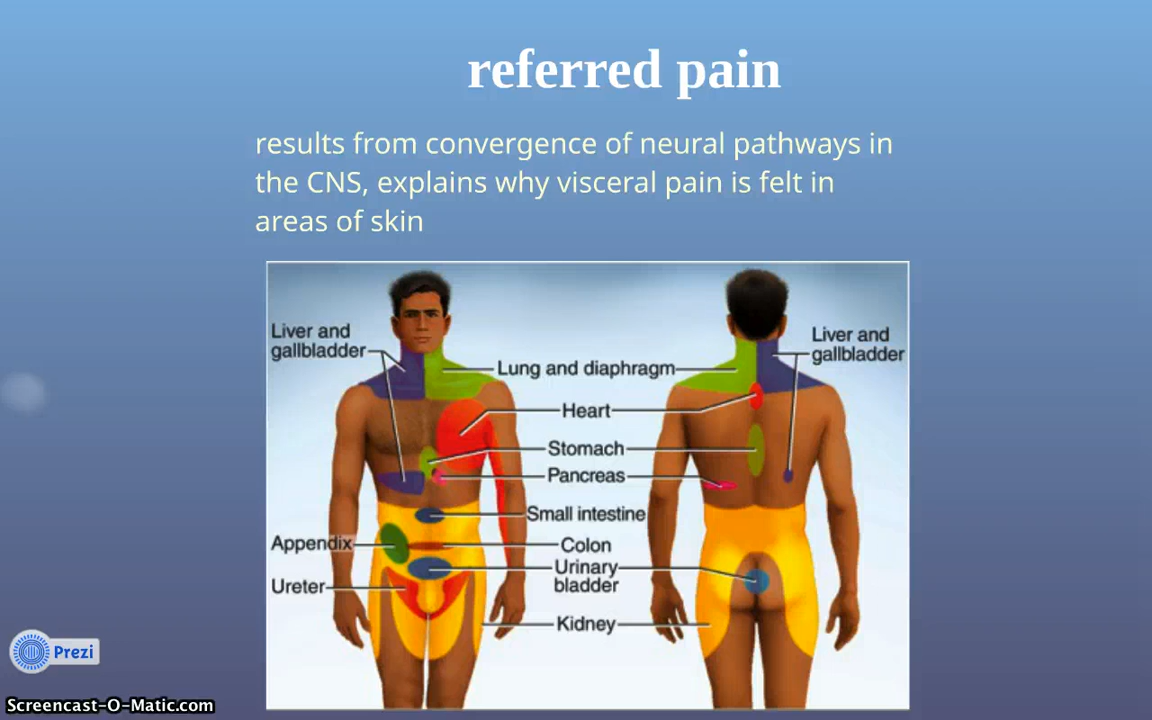 referred pain
results from convergence of neural pathways in
the CNS, explains why visceral pain is felt in
areas of skin
Liver and
gallbladder
Lung and diaphragm
Liver and
gallbladder
Heart
Stomach
Pancreas
Small intestine
Appendix
Colon
Urinary
bladder
Ureter
Kidney
Prezi
Screencast-O-Matic.com